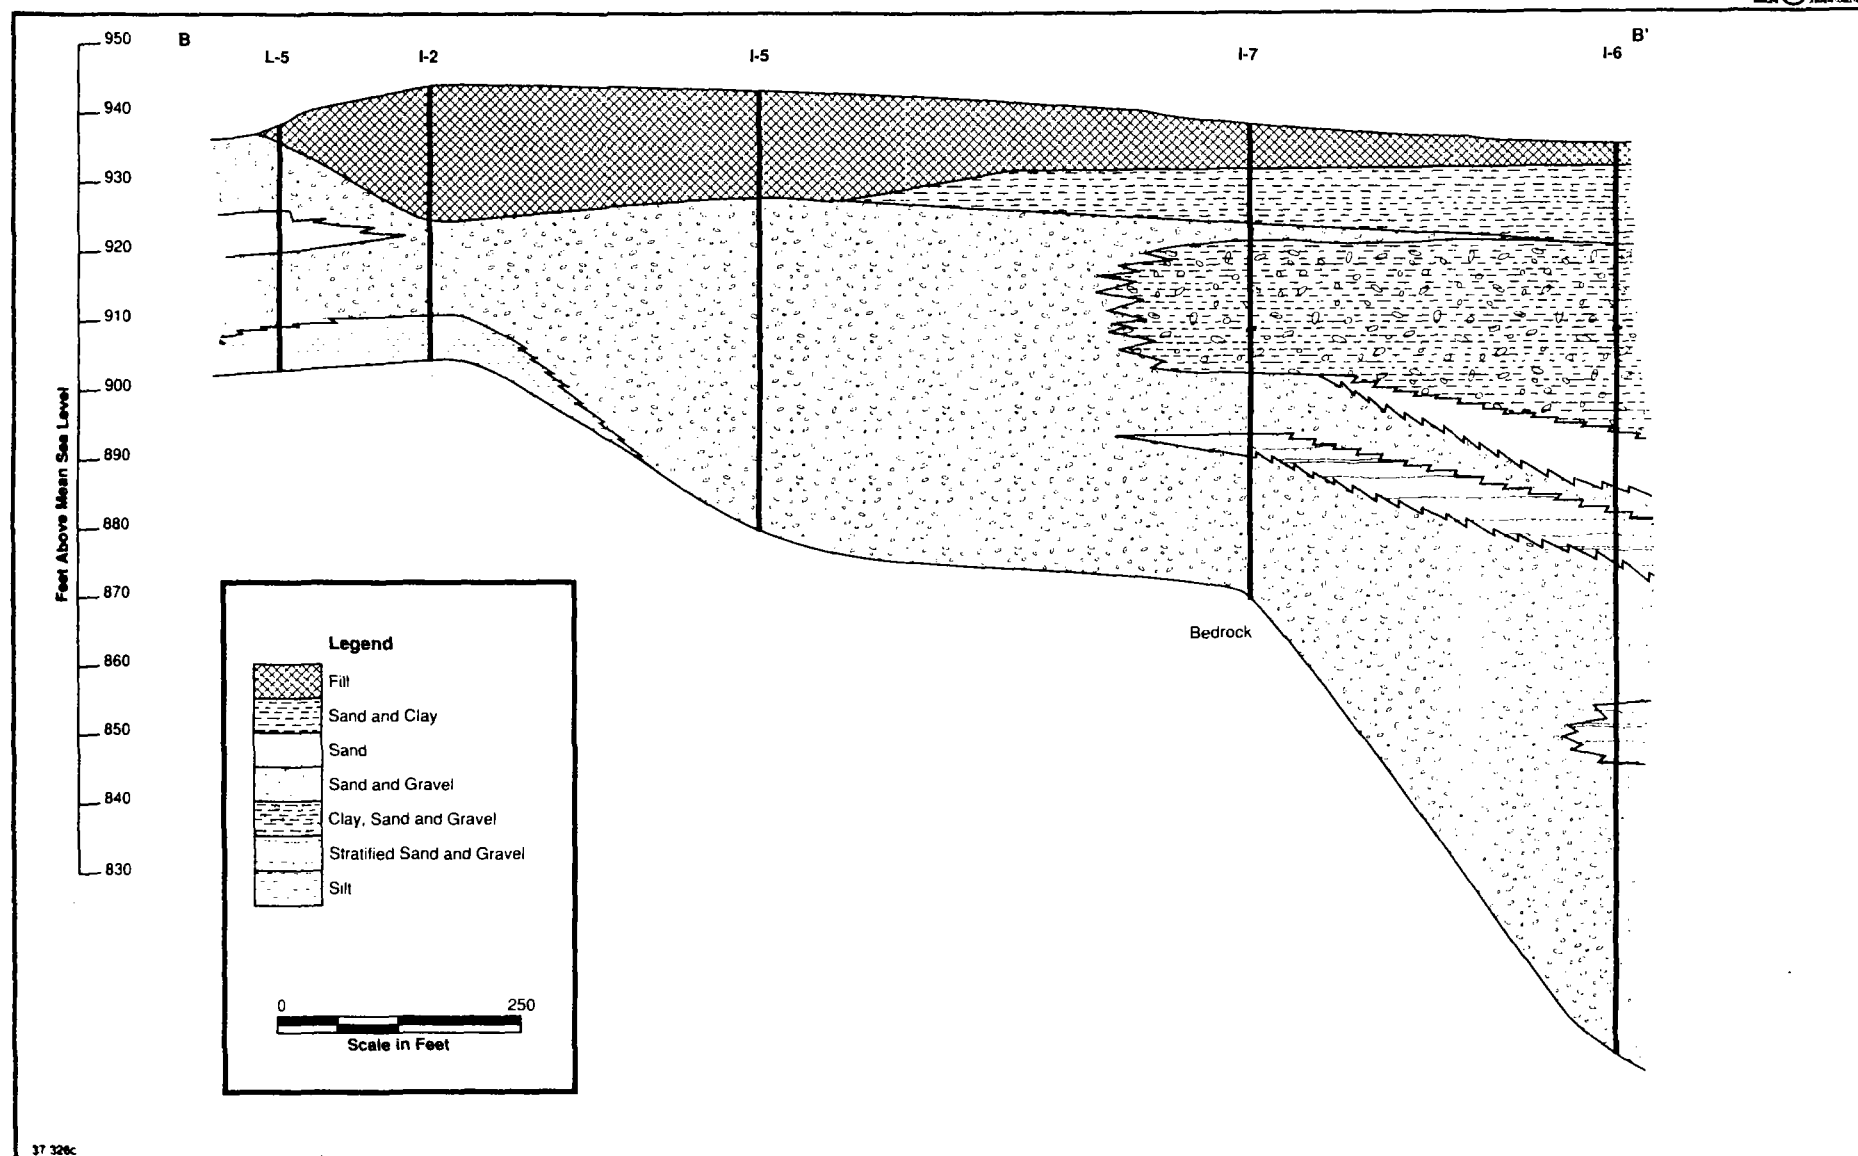 B B'
L-5 I-2 I-5 I-7 I-6
950
940
930
920
910
900
890
880
870
860
850
840
830
Feet Above Mean Sea Level
Bedrock
Legend
Fill
Sand and Clay
Sand
Sand and Gravel
Clay, Sand and Gravel
Stratified Sand and Gravel
Silt
0 250
Scale in Feet
37 326c